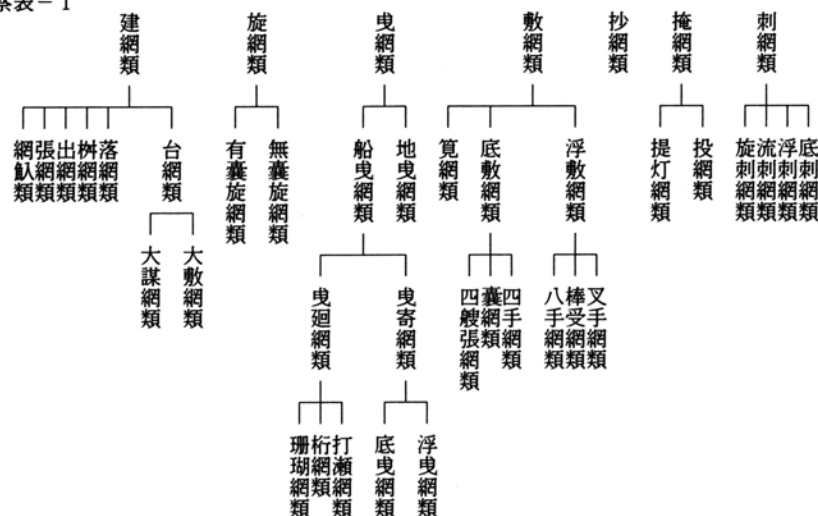 系表－1
刺網類
掩網類
抄網類
敷網類
曳網類
旋網類
建網類
底刺網類
浮刺網類
流刺網類
旋刺網類
投網類
提灯網類
浮敷網類
底敷網類
筧網類
地曳網類
船曳網類
無嚢旋網類
有嚢旋網類
台網類
落網類
桝網類
出網類
張網類
網魞類
叉手網類
棒受網類
八手網類
四手網類
嚢網類
四艘張網類
曳寄網類
曳廻網類
大敷網類
大謀網類
浮曳網類
底曳網類
打瀬網類
桁網類
珊瑚網類